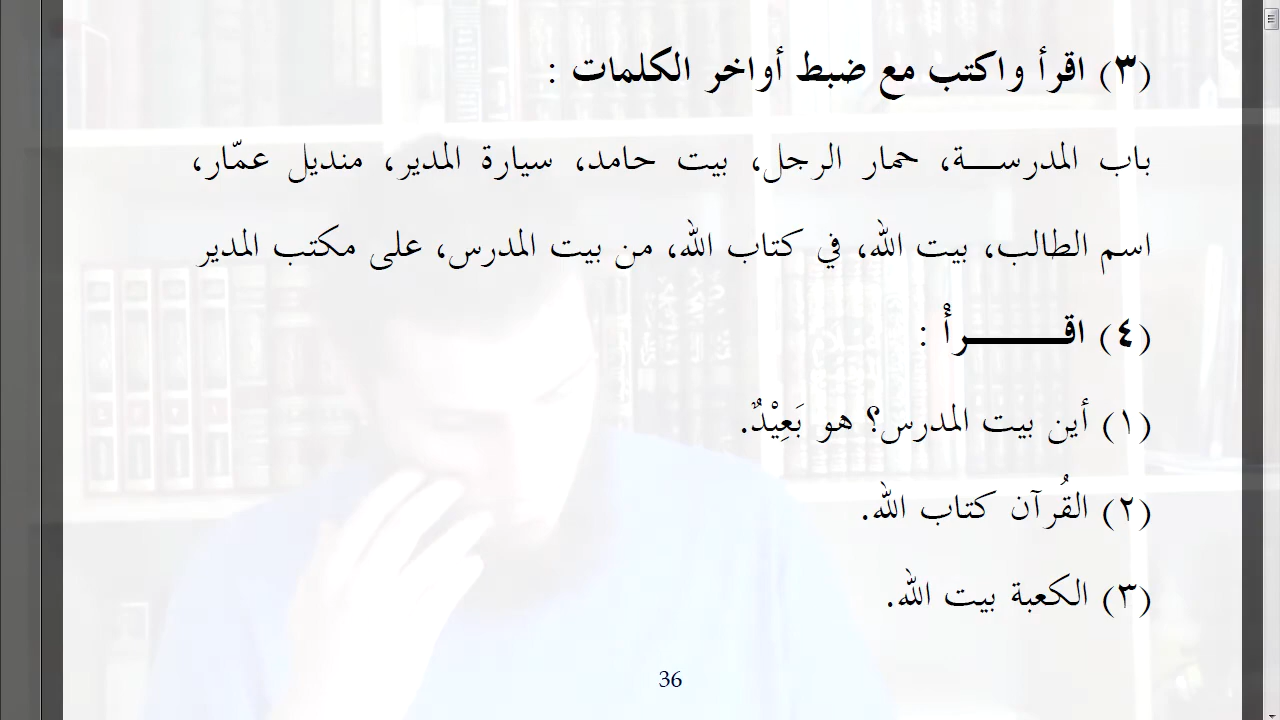 (٣) اقرأ واكتب مع ضبط أواخر الكلمات :
باب المدرســة، حمار الرجل، بيت حامد، سيارة المدير، منديل عمّار،
اسم الطالب، بيت الله، في كتاب الله، من بيت المدرس، على مكتب المدير
(٤) اقـــــــرأْ :
(١) أين بيت المدرس؟ هو بَعِيْدٌ.
(٢) القُرآن كتاب الله.
(٣) الكعبة بيت الله.
36